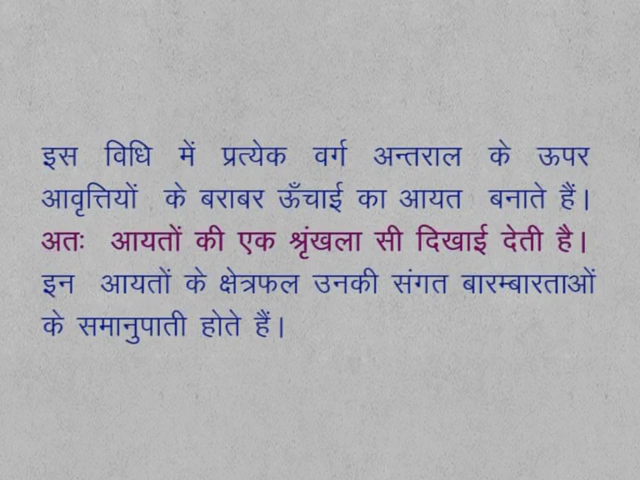 इस विधि में प्रत्येक वर्ग अन्तराल के ऊपर
आवृत्तियों के बराबर ऊँचाई का आयत बनाते हैं।
अतः आयतों की एक श्रृंखला सी दिखाई देती है।
इन आयतों के क्षेत्रफल उनकी संगत बारम्बारताओं
के समानुपाती होते हैं।